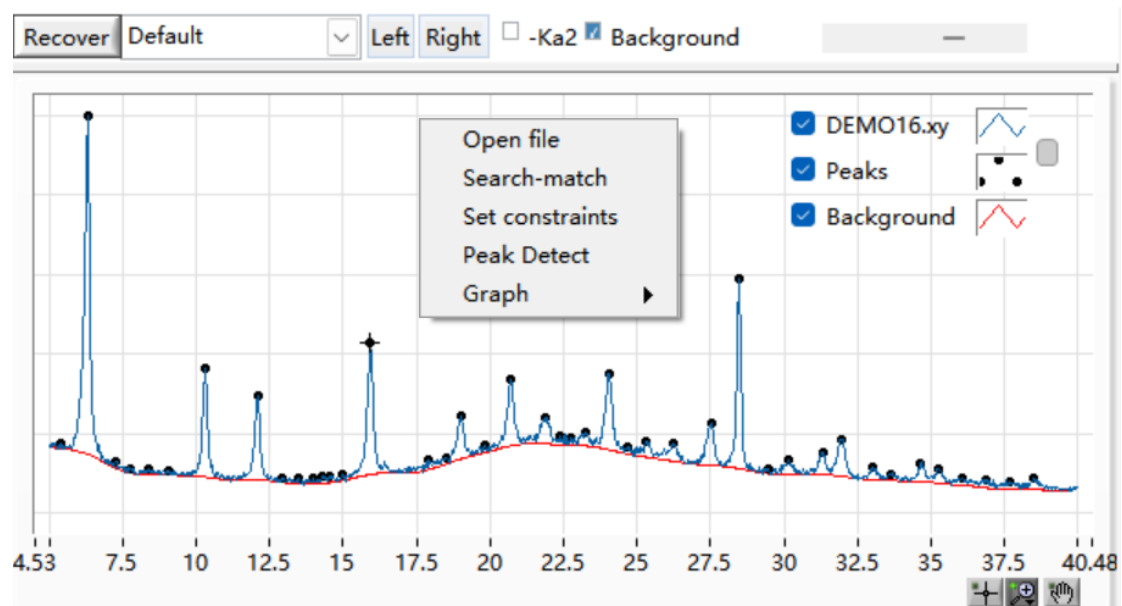 Recover Default Left Right -Ka2 Background
DEMO16.xy
Peaks
Background
Open file
Search-match
Set constraints
Peak Detect
Graph
4.53 7.5 10 12.5 15 17.5 20 22.5 25 27.5 30 32.5 35 37.5 40.48